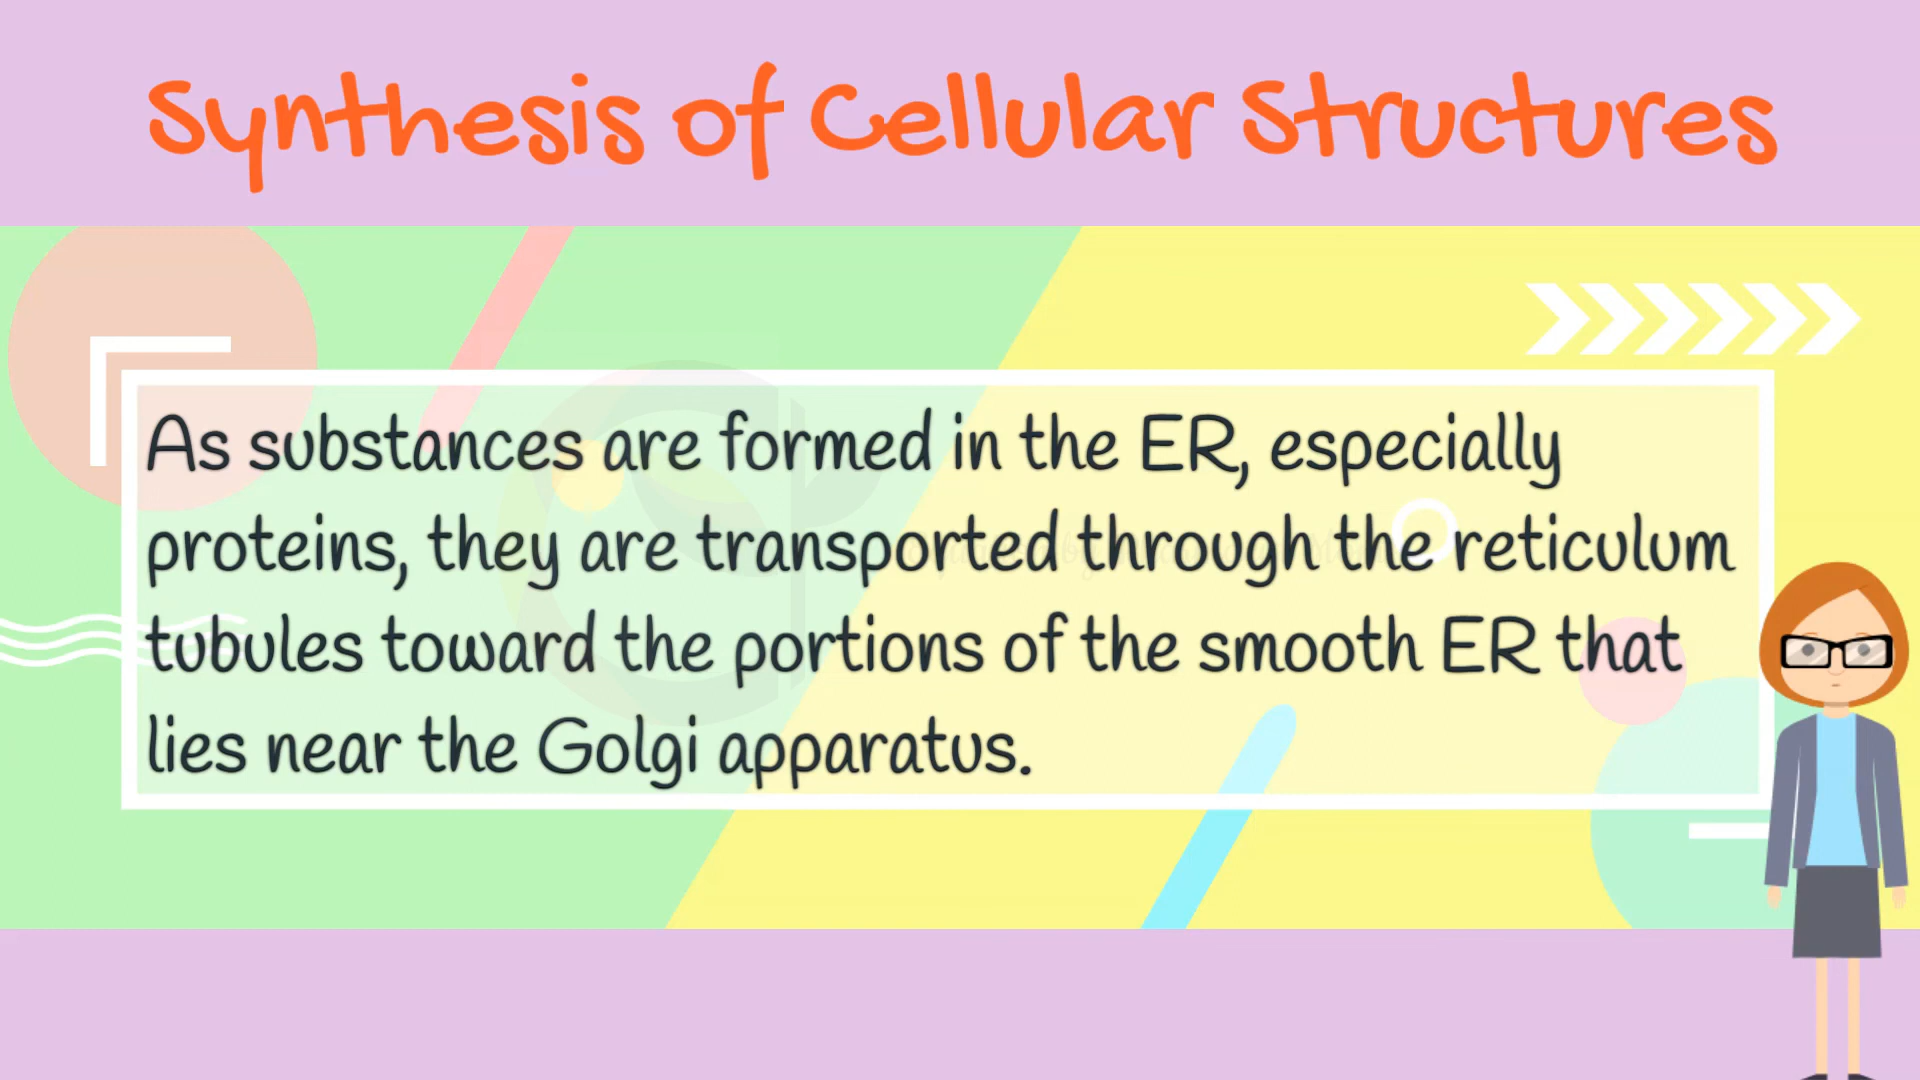 Synthesis of Cellular Structures
As substances are formed in the ER, especially
proteins, they are transported through the reticulum
tubules toward the portions of the smooth ER that
lies near the Golgi apparatus.